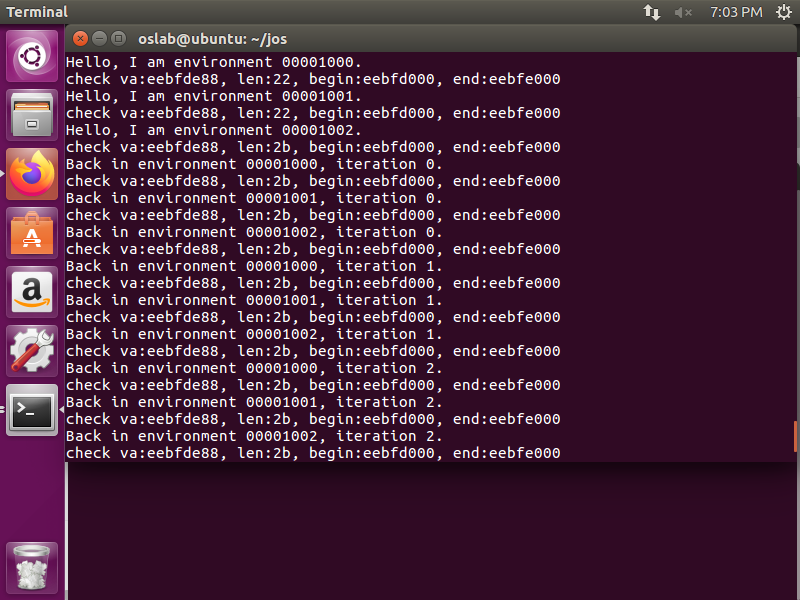 Terminal
7:03 PM
oslab@ubuntu: ~/jos
Hello, I am environment 00001000.
check va:eebfde88, len:22, begin:eebfd000, end:eebfe000
Hello, I am environment 00001001.
check va:eebfde88, len:22, begin:eebfd000, end:eebfe000
Hello, I am environment 00001002.
check va:eebfde88, len:2b, begin:eebfd000, end:eebfe000
Back in environment 00001000, iteration 0.
check va:eebfde88, len:2b, begin:eebfd000, end:eebfe000
Back in environment 00001001, iteration 0.
check va:eebfde88, len:2b, begin:eebfd000, end:eebfe000
Back in environment 00001002, iteration 0.
check va:eebfde88, len:2b, begin:eebfd000, end:eebfe000
Back in environment 00001000, iteration 1.
check va:eebfde88, len:2b, begin:eebfd000, end:eebfe000
Back in environment 00001001, iteration 1.
check va:eebfde88, len:2b, begin:eebfd000, end:eebfe000
Back in environment 00001002, iteration 1.
check va:eebfde88, len:2b, begin:eebfd000, end:eebfe000
Back in environment 00001000, iteration 2.
check va:eebfde88, len:2b, begin:eebfd000, end:eebfe000
Back in environment 00001001, iteration 2.
check va:eebfde88, len:2b, begin:eebfd000, end:eebfe000
Back in environment 00001002, iteration 2.
check va:eebfde88, len:2b, begin:eebfd000, end:eebfe000